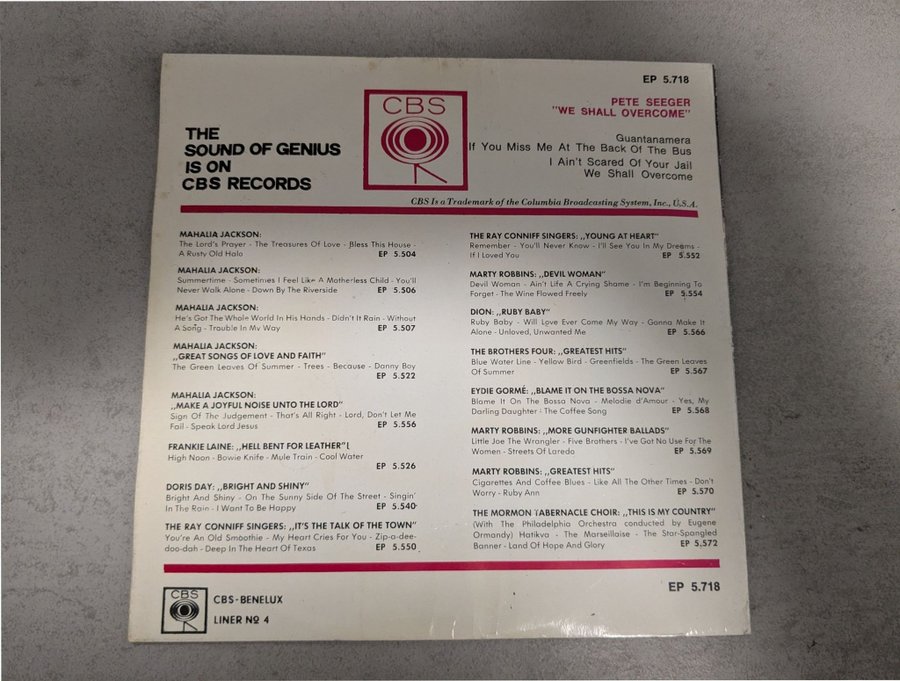 EP 5.718
PETE SEEGER
"WE SHALL OVERCOME"
Guantanamera
If You Miss Me At The Back Of The Bus
I Ain't Scared Of Your Jail
We Shall Overcome
CBS
THE
SOUND OF GENIUS
IS ON
CBS RECORDS
CBS Is a Trademark of the Columbia Broadcasting System, Inc., U.S.A.
MAHALIA JACKSON:
The Lord's Prayer - The Treasures Of Love - Bless This House -
A Rusty Old Halo EP 5.504
MAHALIA JACKSON:
Summertime - Sometimes I Feel Like A Motherless Child - You'll
Never Walk Alone - Down By The Riverside EP 5.506
MAHALIA JACKSON:
He's Got The Whole World In His Hands - Didn't It Rain - Without
A Song - Trauble In My Way EP 5.507
MAHALIA JACKSON:
„GREAT SONGS OF LOVE AND FAITH"
The Green Leaves Of Summer - Trees - Because - Danny Boy
EP 5.522
MAHALIA JACKSON:
„MAKE A JOYFUL NOISE UNTO THE LORD"
Sign Of The Judgement - That's All Right - Lord, Don't Let Me
Fail - Speak Lord Jesus EP 5.556
FRANKIE LAINE: „HELL BENT FOR LEATHER"[
High Noon - Bowie Knife - Mule Train - Cool Water
EP 5.526
DORIS DAY: „BRIGHT AND SHINY"
Bright And Shiny - On The Sunny Side Of The Street - Singin'
In The Rain - I Want To Be Happy EP 5.540
THE RAY CONNIFF SINGERS: „IT'S THE TALK OF THE TOWN"
You're An Old Smoothie - My Heart Cries For You - Zip-a-dee-
doo-dah - Deep In The Heart Of Texas EP 5.550
THE RAY CONNIFF SINGERS: „YOUNG AT HEART"
Remember - You'll Never Know - I'll See You In My Dreams -
If I Loved You EP 5.552
MARTY ROBBINS: „DEVIL WOMAN"
Devil Woman - Ain't Life A Crying Shame - I'm Beginning To
Forget - The Wine Flowed Freely EP 5.554
DION: „RUBY BABY"
Ruby Baby - Will Love Ever Come My Way - Gonna Make It
Alone - Unloved, Unwanted Me EP 5.566
THE BROTHERS FOUR: „GREATEST HITS"
Blue Water Line - Yellow Bird - Greenfields - The Green Leaves
Of Summer EP 5.567
EYDIE GORMÉ: „BLAME IT ON THE BOSSA NOVA"
Blame It On The Bossa Nova - Melodie d'Amour - Yes, My
Darling Daughter - The Coffee Song EP 5.568
MARTY ROBBINS: „MORE GUNFIGHTER BALLADS"
Little Joe The Wrangler - Five Brothers - I've Got No Use For The
Women - Streets Of Laredo EP 5.569
MARTY ROBBINS: „GREATEST HITS"
Cigarettes And Coffee Blues - Like All The Other Times - Don't
Worry - Ruby Ann EP 5.570
THE MORMON TABERNACLE CHOIR: „THIS IS MY COUNTRY"
(With The Philadelphia Orchestra conducted by Eugene
Ormandy) Hatikva - The Marseillaise - The Star-Spangled
Banner - Land Of Hope And Glory EP 5.572
EP 5.718
CBS
CBS-BENELUX
LINER Nº 4